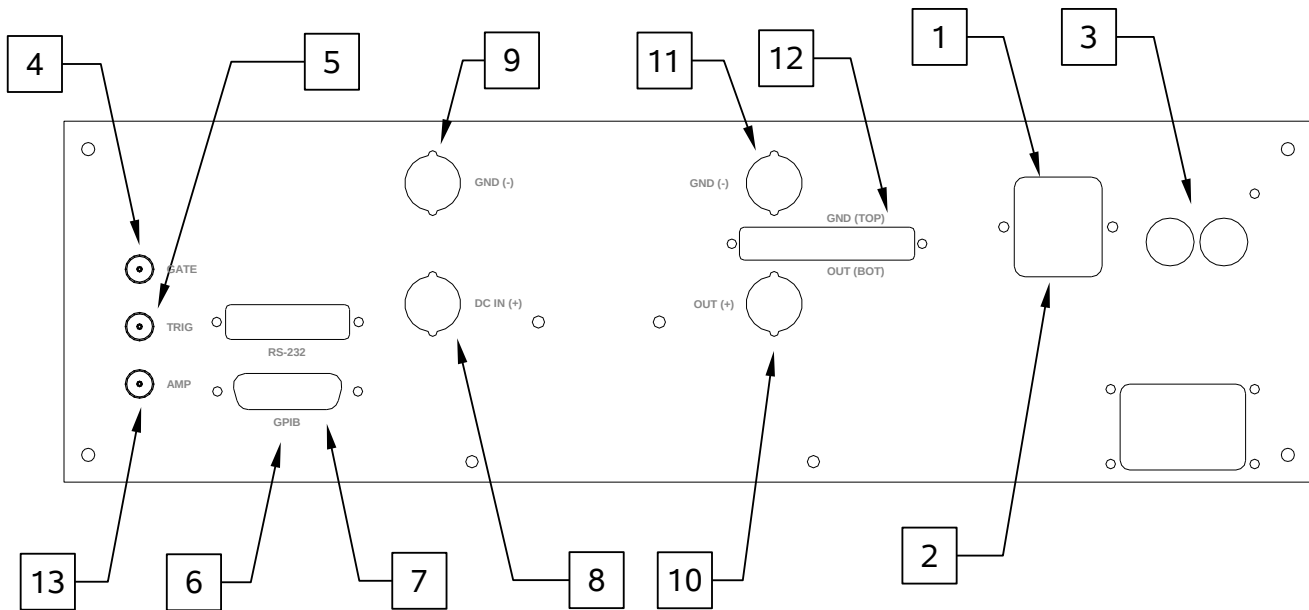 1
3
4
5
9
11
12
GND (-)
GND (-)
GND (TOP)
GATE
OUT (BOT)
DC IN (+)
OUT (+)
TRIG
RS-232
AMP
GPIB
2
13
6
7
8
10